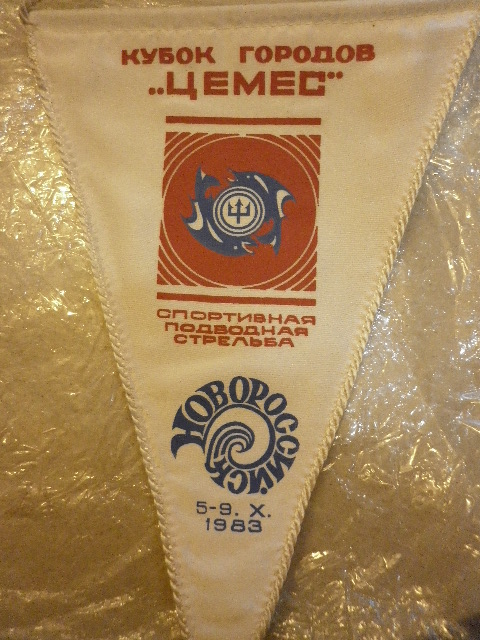 КУБОК ГОРОДОВ
„ЦЕМЕС"
СПОРТИВНАЯ
ПОДВОДНАЯ
СТРЕЛЬБА
НОВОРОССИЙСК
5-9. X.
1983